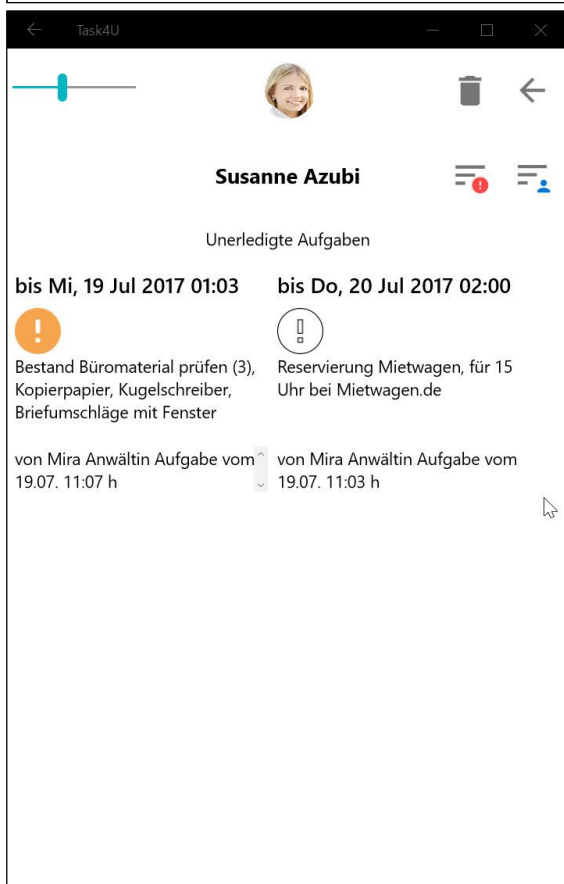 Task4U
Susanne Azubi
Unerledigte Aufgaben
bis Mi, 19 Jul 2017 01:03
Bestand Büromaterial prüfen (3),
Kopierpapier, Kugelschreiber,
Briefumschläge mit Fenster
von Mira Anwältin Aufgabe vom
19.07. 11:07 h
bis Do, 20 Jul 2017 02:00
Reservierung Mietwagen, für 15
Uhr bei Mietwagen.de
von Mira Anwältin Aufgabe vom
19.07. 11:03 h